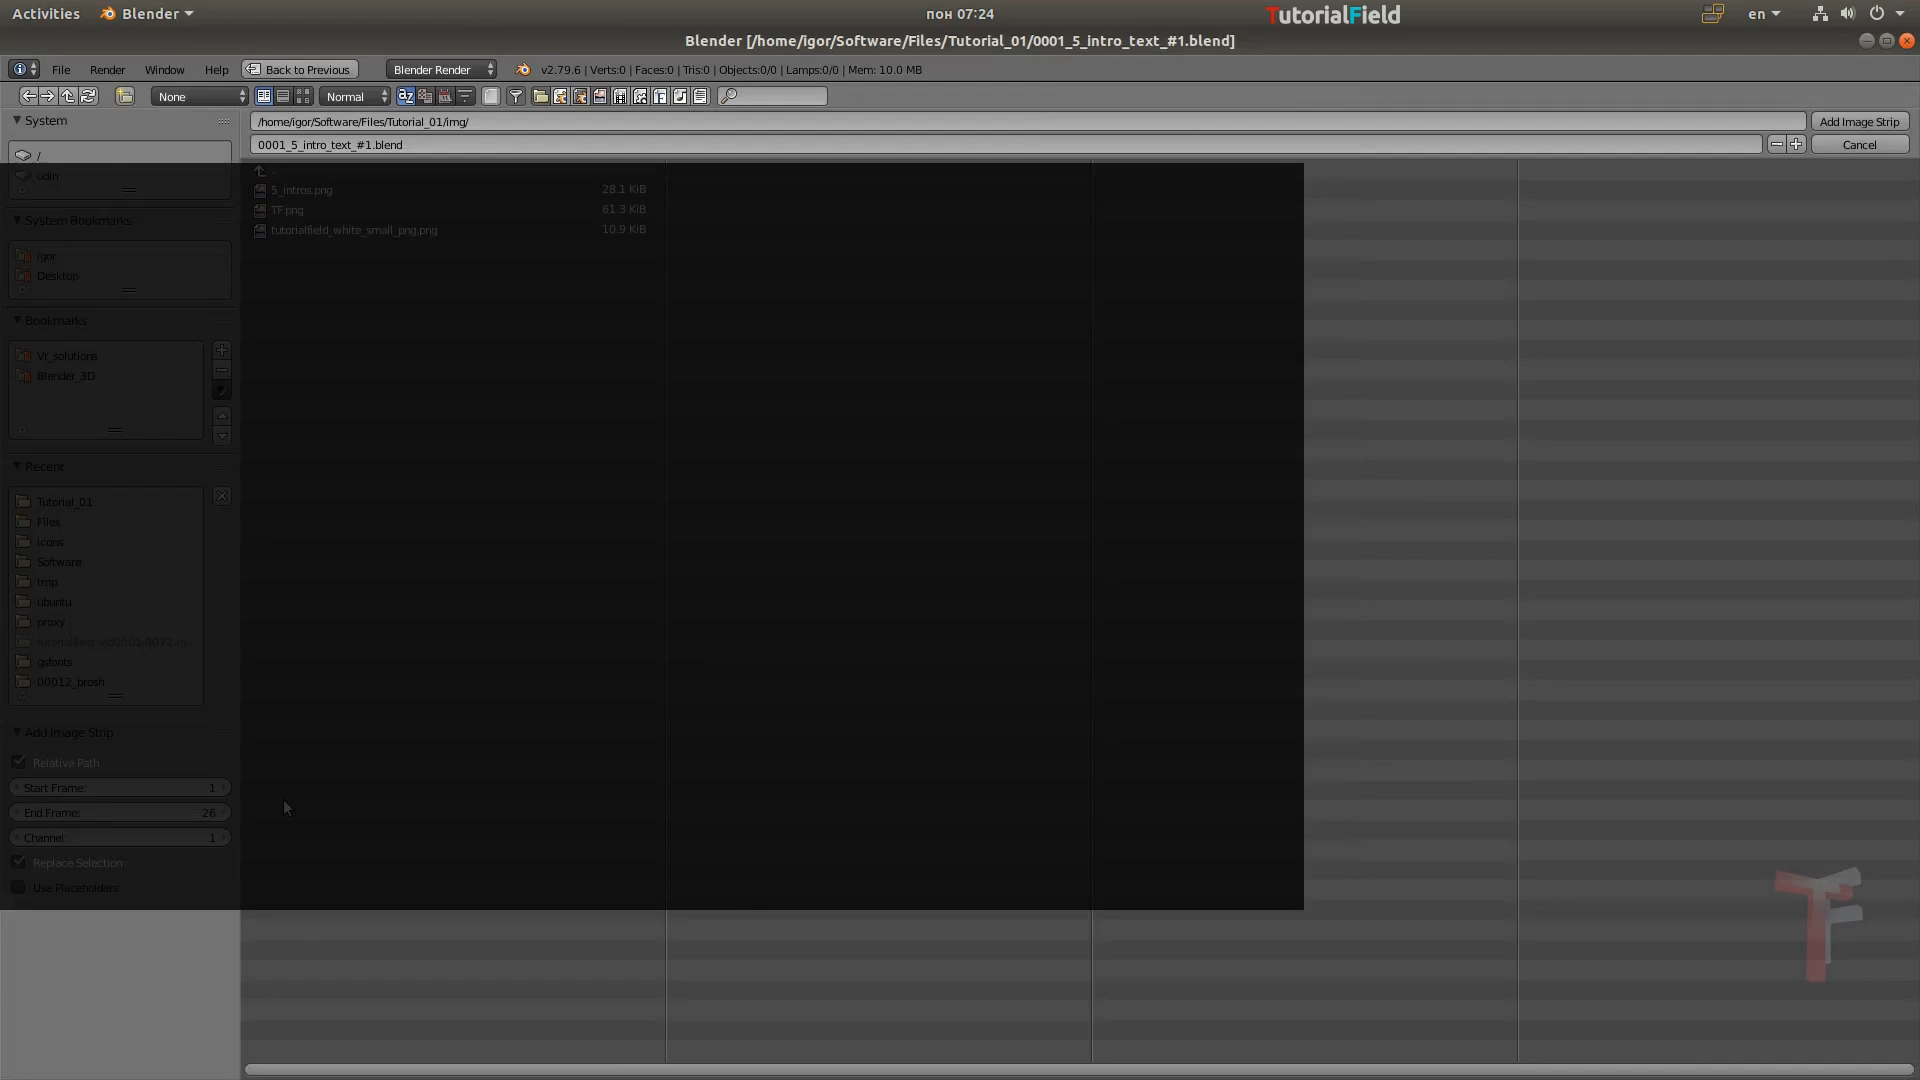 Activities Blender пон 07:24 TutorialField en
Blender [/home/igor/Software/Files/Tutorial_01/0001_5_intro_text_#1.blend]
File Render Window Help Back to Previous Blender Render v2.79.6 | Verts:0 | Faces:0 | Tris:0 | Objects:0/0 | Lamps:0/0 | Mem: 10.0 MB
None Normal
System
/home/igor/Software/Files/Tutorial_01/img/ Add Image Strip
0001_5_intro_text_#1.blend Cancel
/
odin
..
5_intros.png 28.1 KiB
TF.png 61.3 KiB
tutorialfield_white_small_png.png 10.9 KiB
System Bookmarks
igor
Desktop
Bookmarks
Vr_solutions
Blender_3D
Recent
Tutorial_01
Files
icons
Software
tmp
ubuntu
proxy
tutorialfield_vid0001-0072.m...
gsfonts
00012_brosh
Add Image Strip
Relative Path
Start Frame: 1
End Frame: 26
Channel: 1
Replace Selection
Use Placeholders
TF